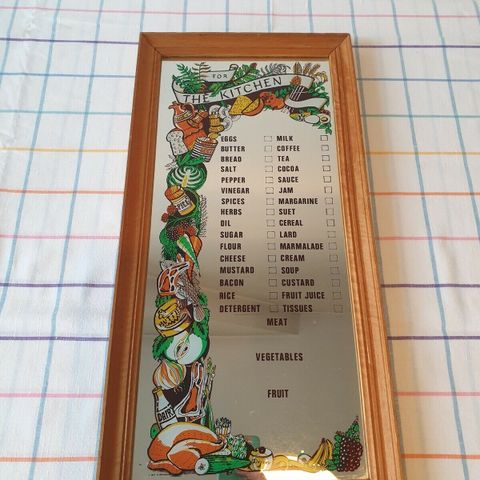 FOR
THE KITCHEN
EGGS MILK
BUTTER COFFEE
BREAD TEA
SALT COCOA
PEPPER SAUCE
VINEGAR JAM
SPICES MARGARINE
HERBS SUET
OIL CEREAL
SUGAR LARD
FLOUR MARMALADE
CHEESE CREAM
MUSTARD SOUP
BACON CUSTARD
RICE FRUIT JUICE
DETERGENT TISSUES
MEAT
VEGETABLES
FRUIT